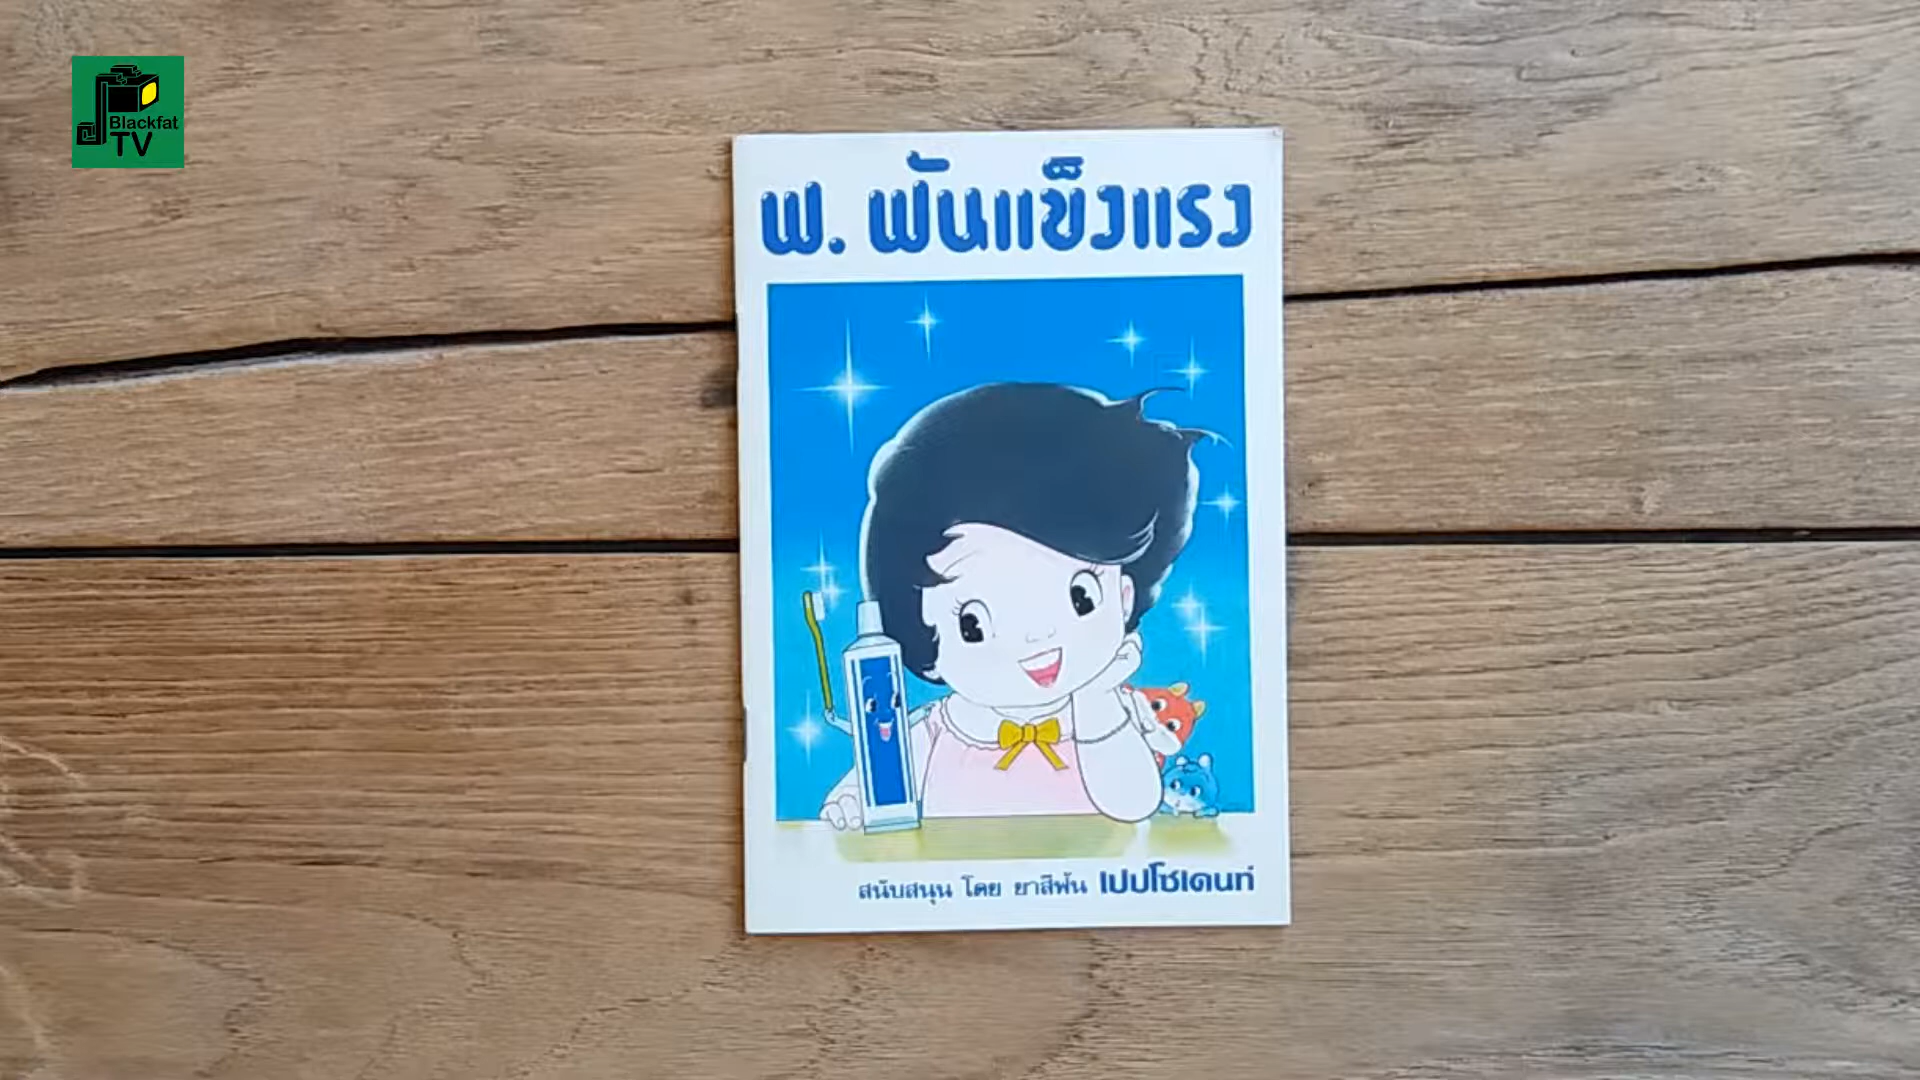 Blackfat
TV
ฟ. ฟันแข็งแรง
สนับสนุน โดย ยาสีฟัน เปปโซเดนท์